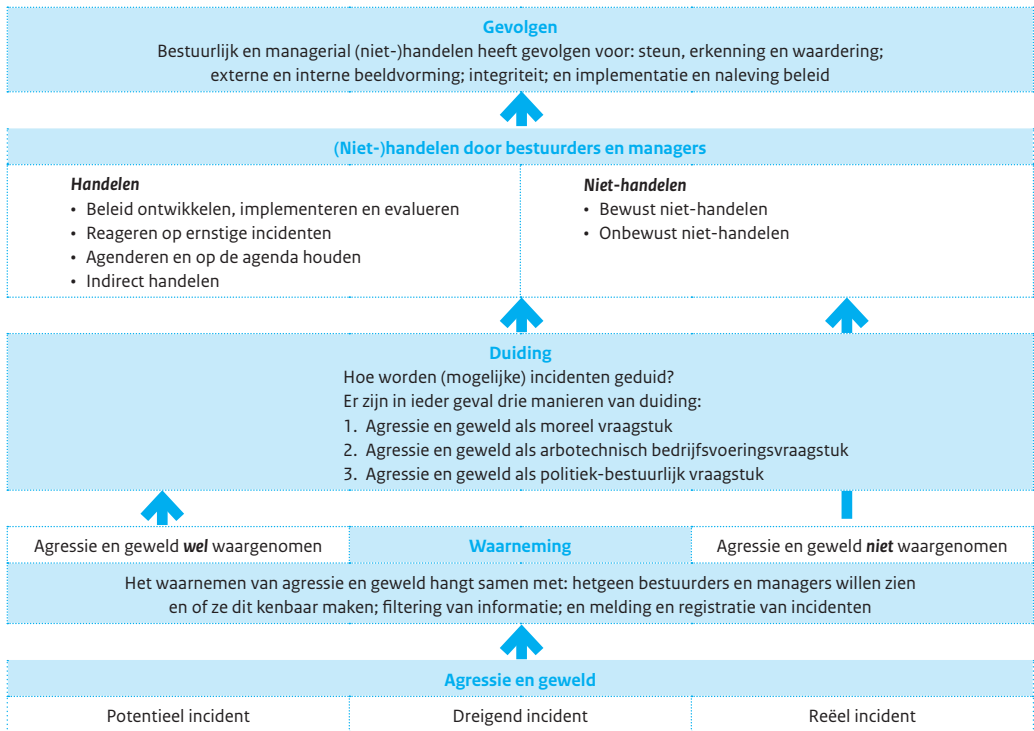 Gevolgen
Bestuurlijk en managerial (niet-)handelen heeft gevolgen voor: steun, erkenning en waardering;
externe en interne beeldvorming; integriteit; en implementatie en naleving beleid
(Niet-)handelen door bestuurders en managers
Handelen
• Beleid ontwikkelen, implementeren en evalueren
• Reageren op ernstige incidenten
• Agenderen en op de agenda houden
• Indirect handelen
Niet-handelen
• Bewust niet-handelen
• Onbewust niet-handelen
Duiding
Hoe worden (mogelijke) incidenten geduid?
Er zijn in ieder geval drie manieren van duiding:
1. Agressie en geweld als moreel vraagstuk
2. Agressie en geweld als arbotechnisch bedrijfsvoeringsvraagstuk
3. Agressie en geweld als politiek-bestuurlijk vraagstuk
Agressie en geweld wel waargenomen
Waarneming
Agressie en geweld niet waargenomen
Het waarnemen van agressie en geweld hangt samen met: hetgeen bestuurders en managers willen zien
en of ze dit kenbaar maken; filtering van informatie; en melding en registratie van incidenten
Agressie en geweld
Potentieel incident
Dreigend incident
Reëel incident